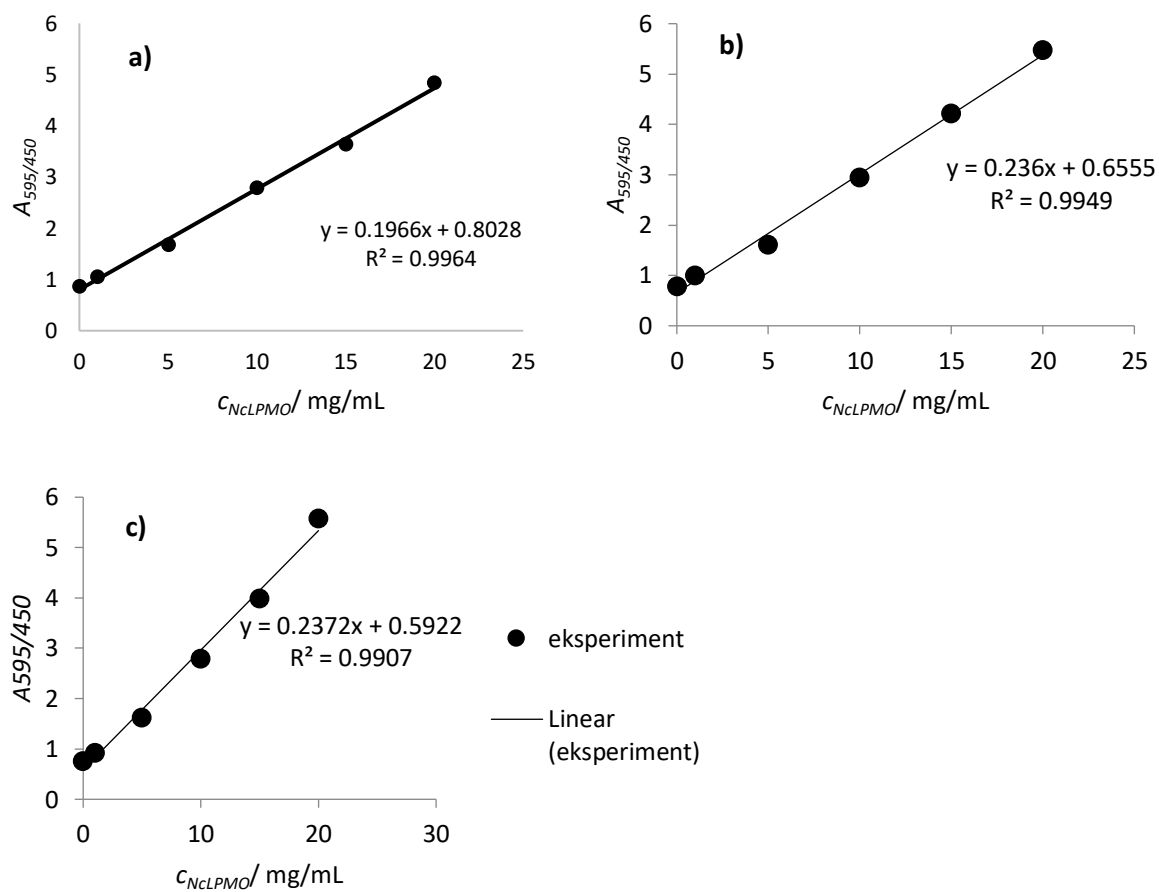 a)
6
5
4
3
2
1
0
A595/450
y = 0.1966x + 0.8028
R² = 0.9964
0 5 10 15 20 25
cNcLPMO/ mg/mL
b)
6
5
4
3
2
1
0
A595/450
y = 0.236x + 0.6555
R² = 0.9949
0 5 10 15 20 25
cNcLPMO/ mg/mL
c)
6
5
4
3
2
1
0
A595/450
y = 0.2372x + 0.5922
R² = 0.9907
0 10 20 30
cNcLPMO/ mg/mL
eksperiment
Linear
(eksperiment)